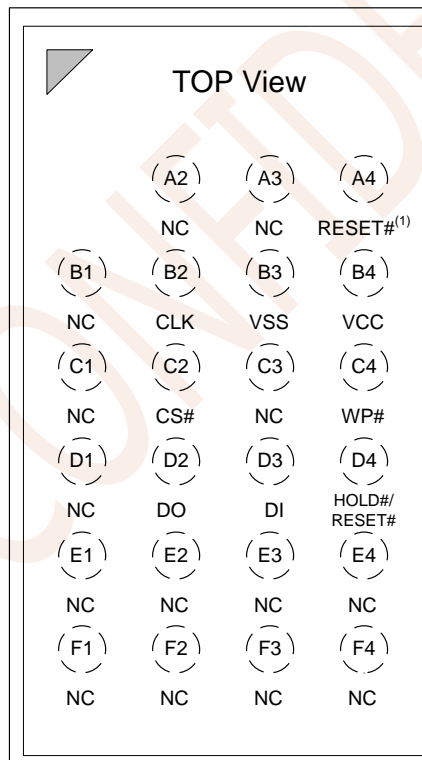 TOP View
A2 A3 A4
NC NC RESET#(1)
B1 B2 B3 B4
NC CLK VSS VCC
C1 C2 C3 C4
NC CS# NC WP#
D1 D2 D3 D4
NC DO DI HOLD#/
RESET#
E1 E2 E3 E4
NC NC NC NC
F1 F2 F3 F4
NC NC NC NC